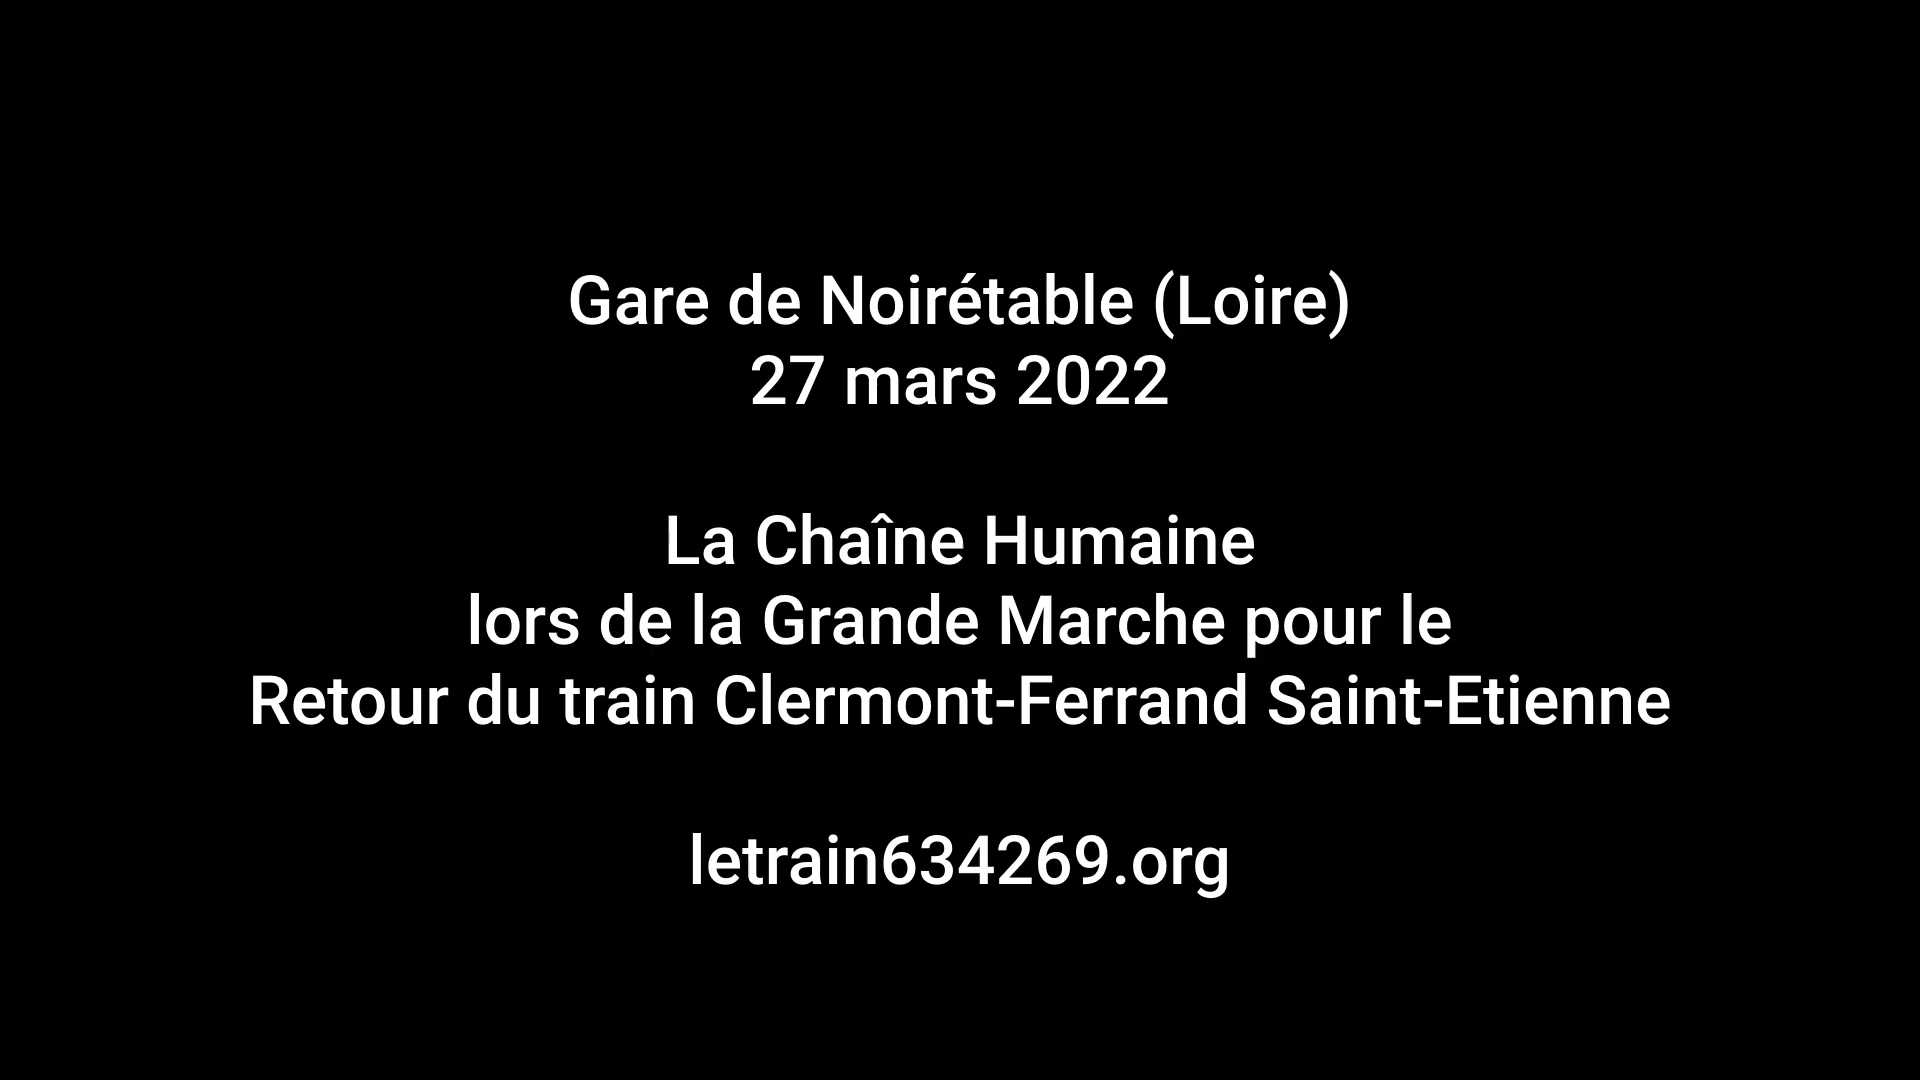 Gare de Noirétable (Loire)
27 mars 2022
La Chaîne Humaine
lors de la Grande Marche pour le
Retour du train Clermont-Ferrand Saint-Etienne
letrain634269.org